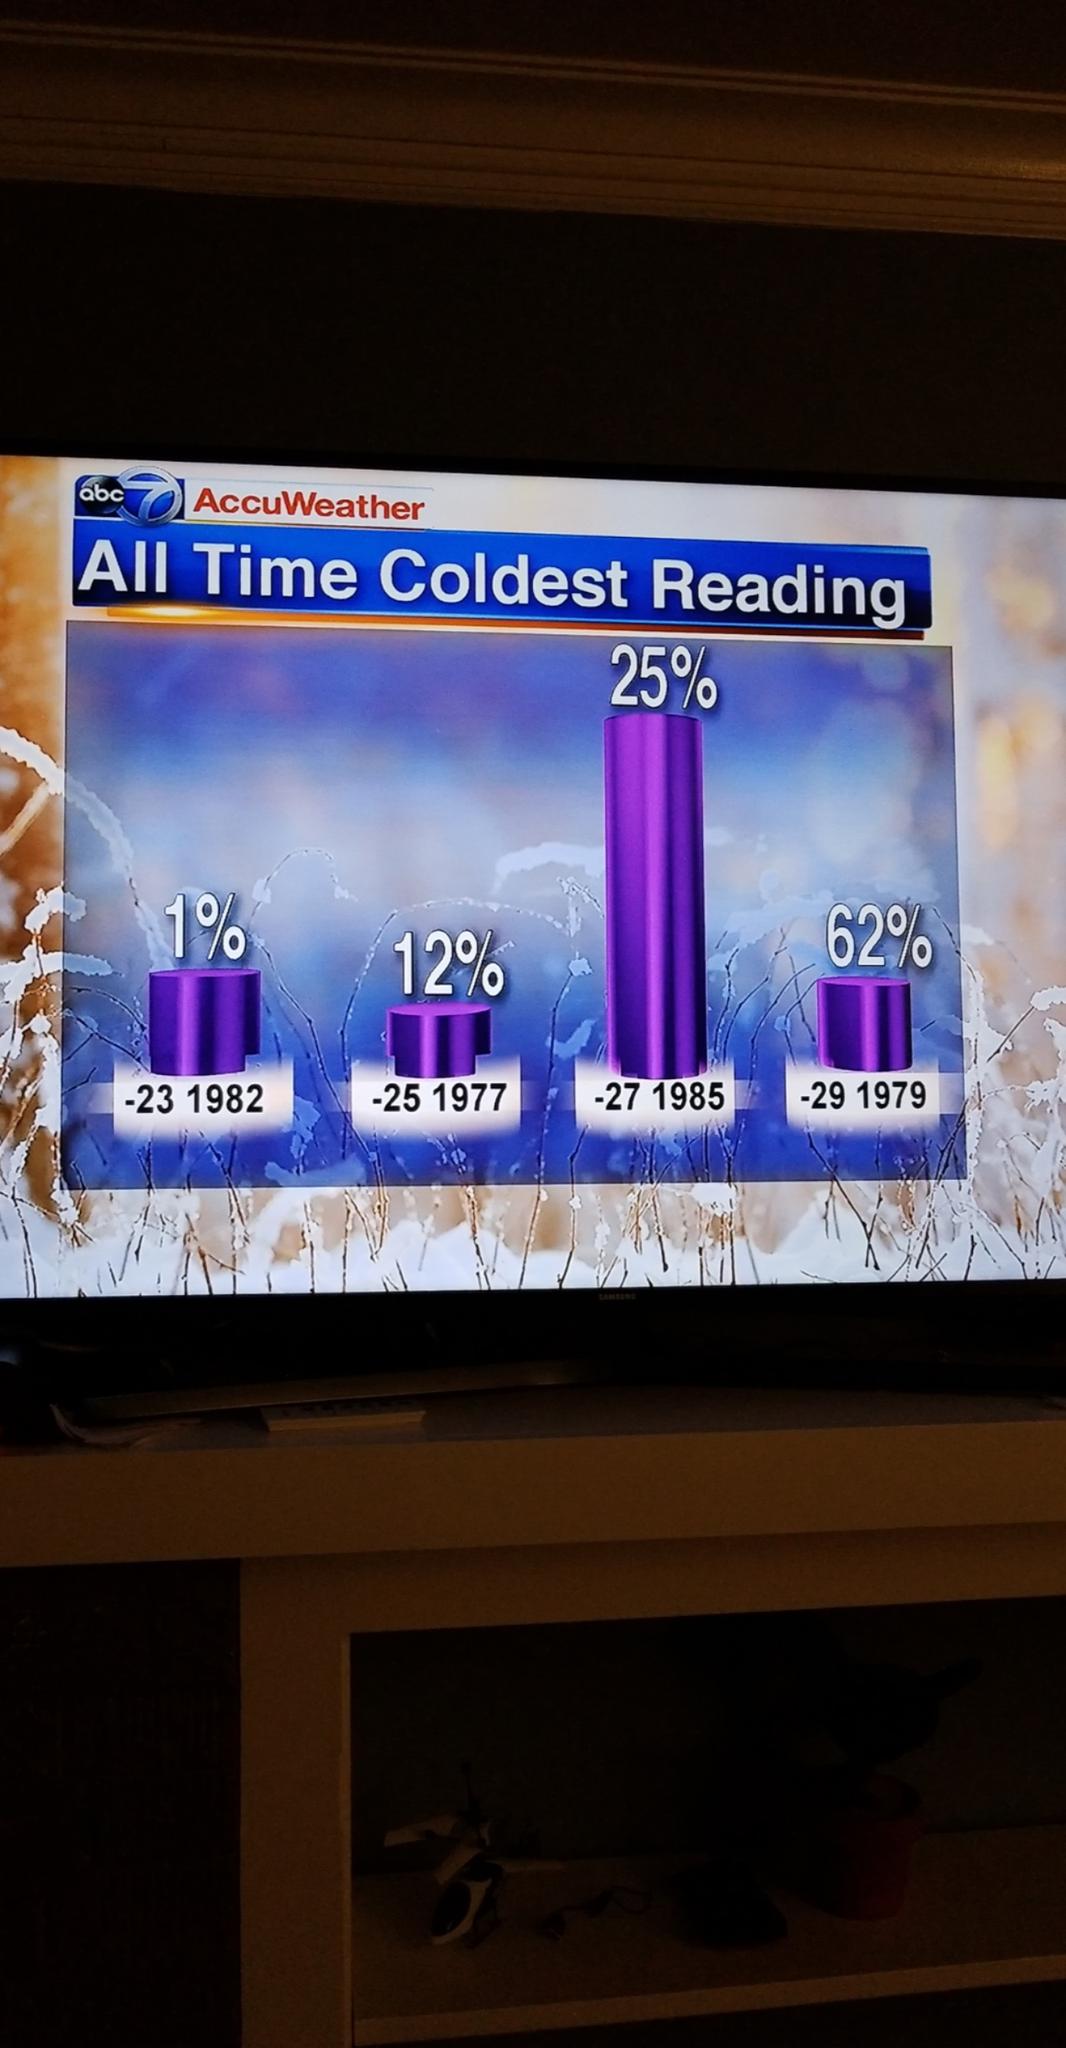 abc 7 AccuWeather
All Time Coldest Reading
25%
1%
12%
62%
-23 1982
-25 1977
-27 1985
-29 1979
SAMSUNG